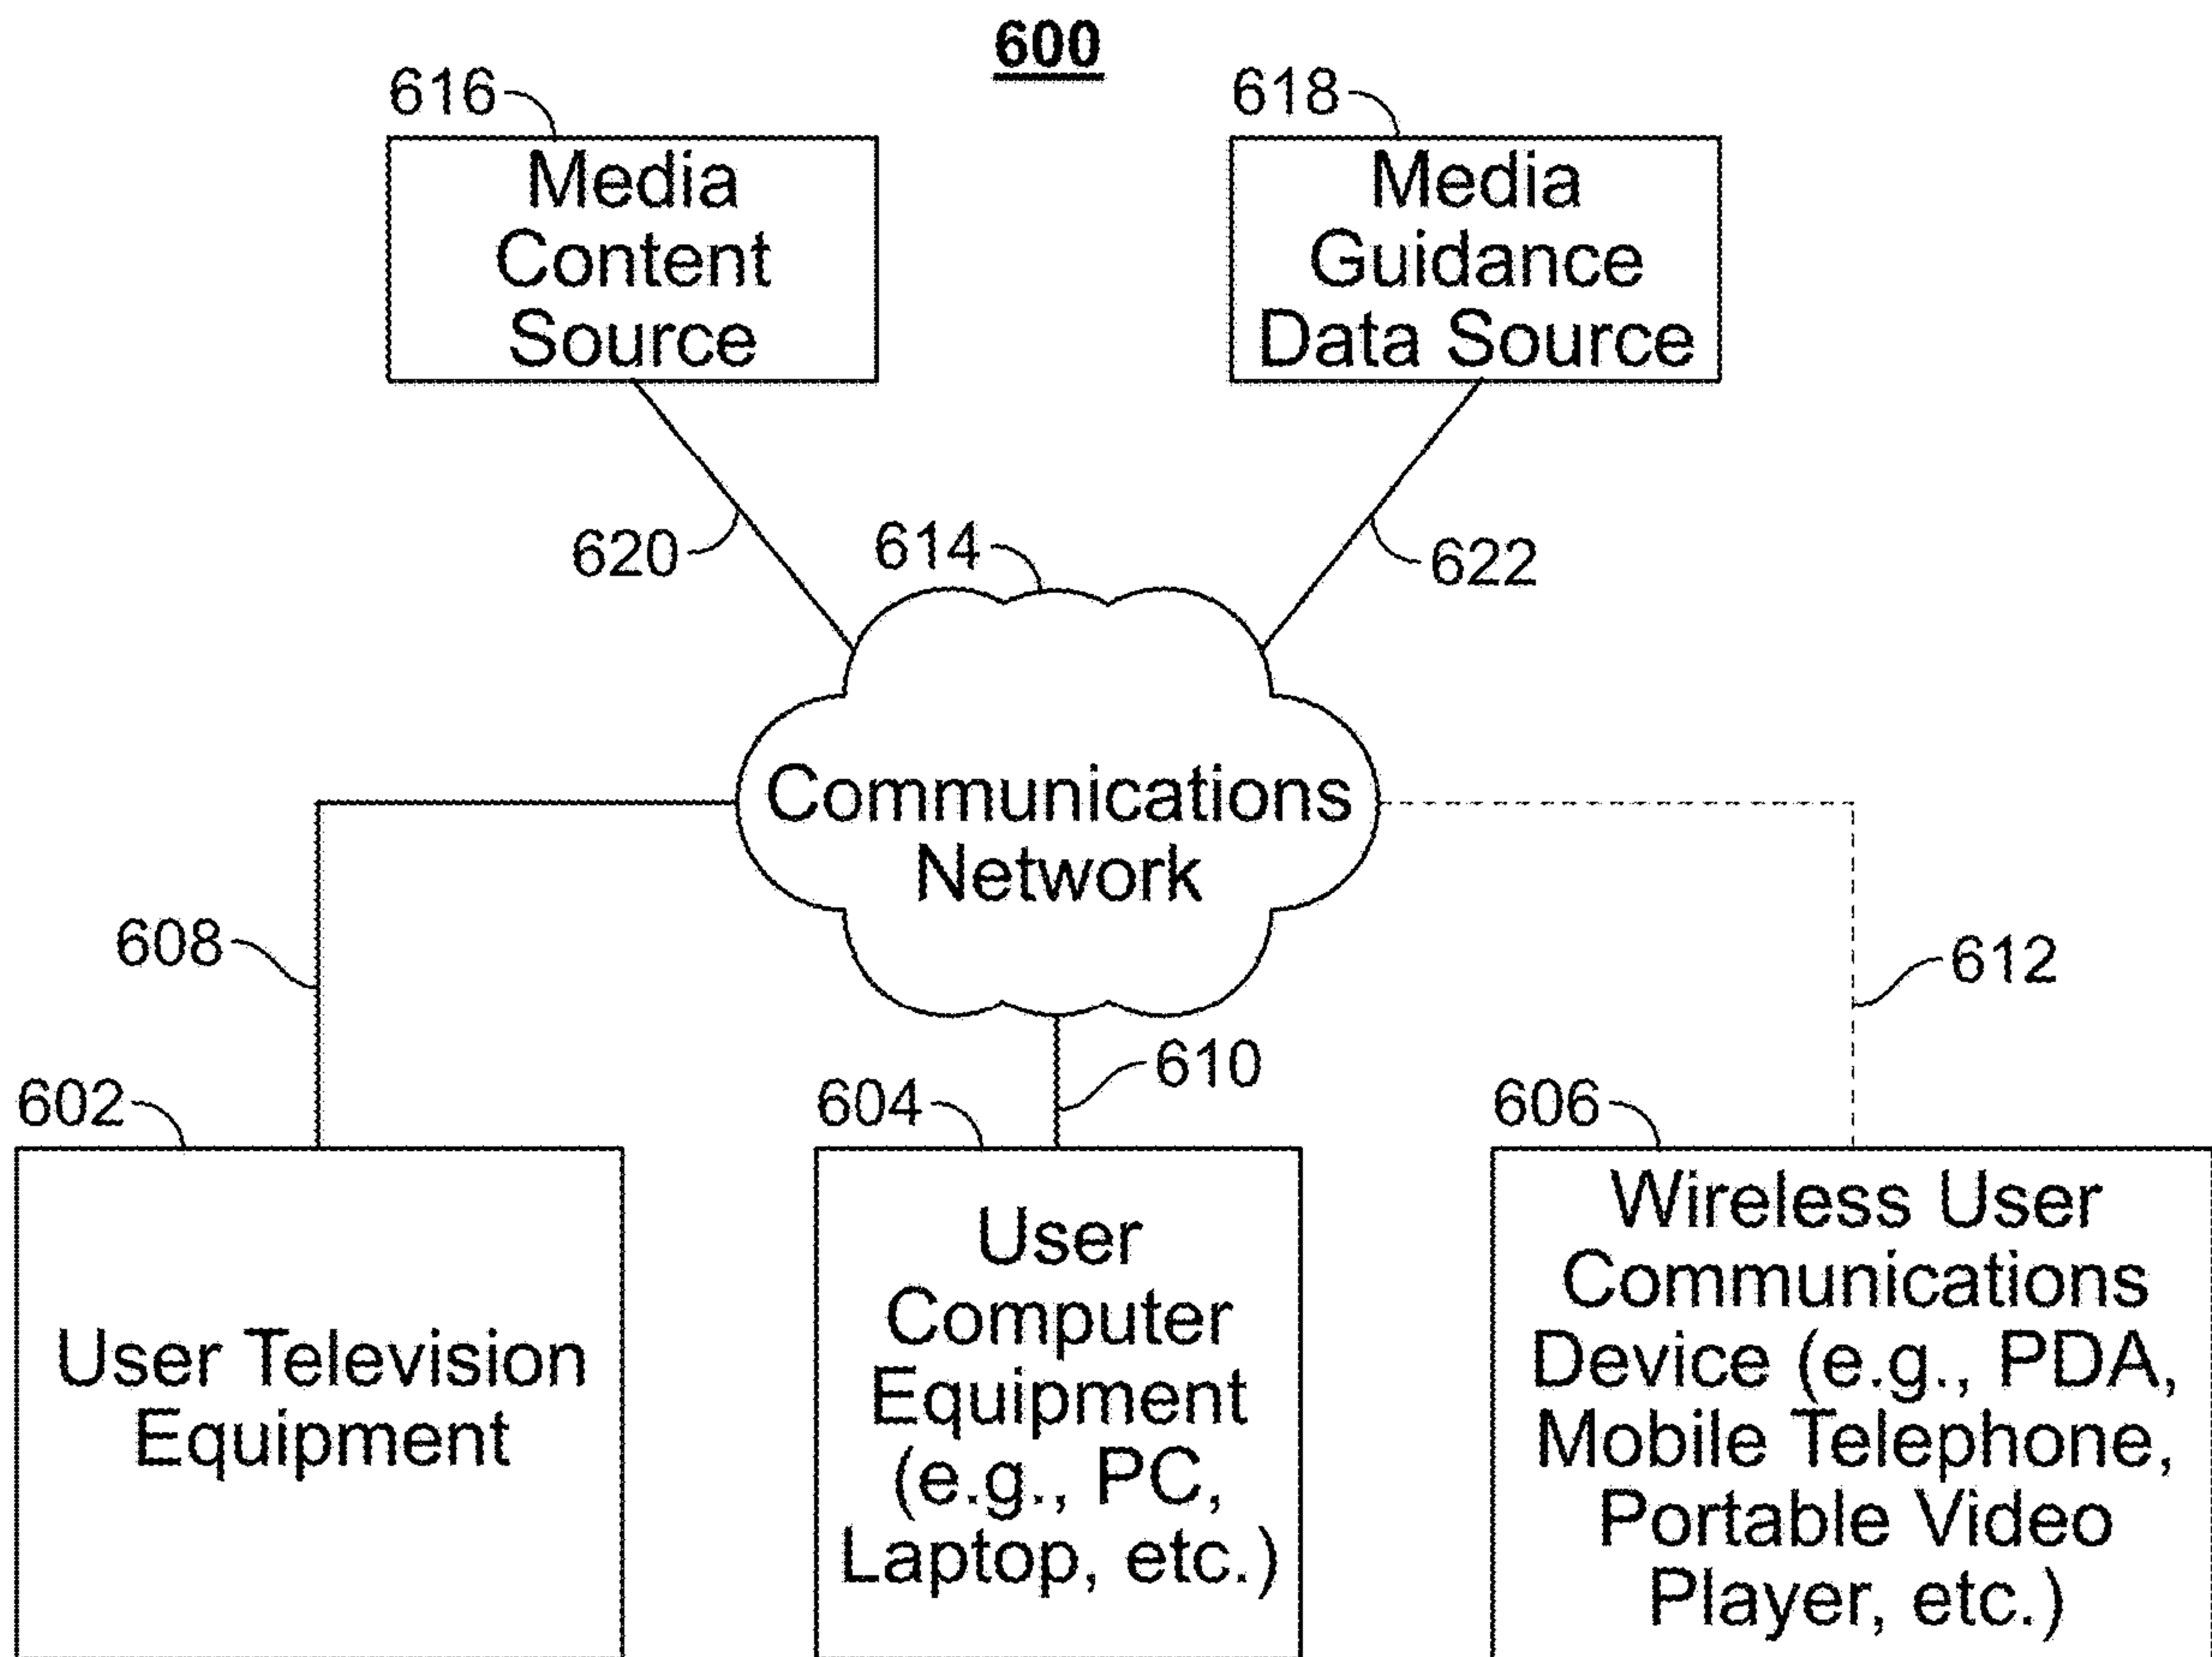 600
616
618
Media
Content
Source
Media
Guidance
Data Source
620
614
622
Communications
Network
608
612
610
602
604
606
User Television
Equipment
User
Computer
Equipment
(e.g., PC,
Laptop, etc.)
Wireless User
Communications
Device (e.g., PDA,
Mobile Telephone,
Portable Video
Player, etc.)